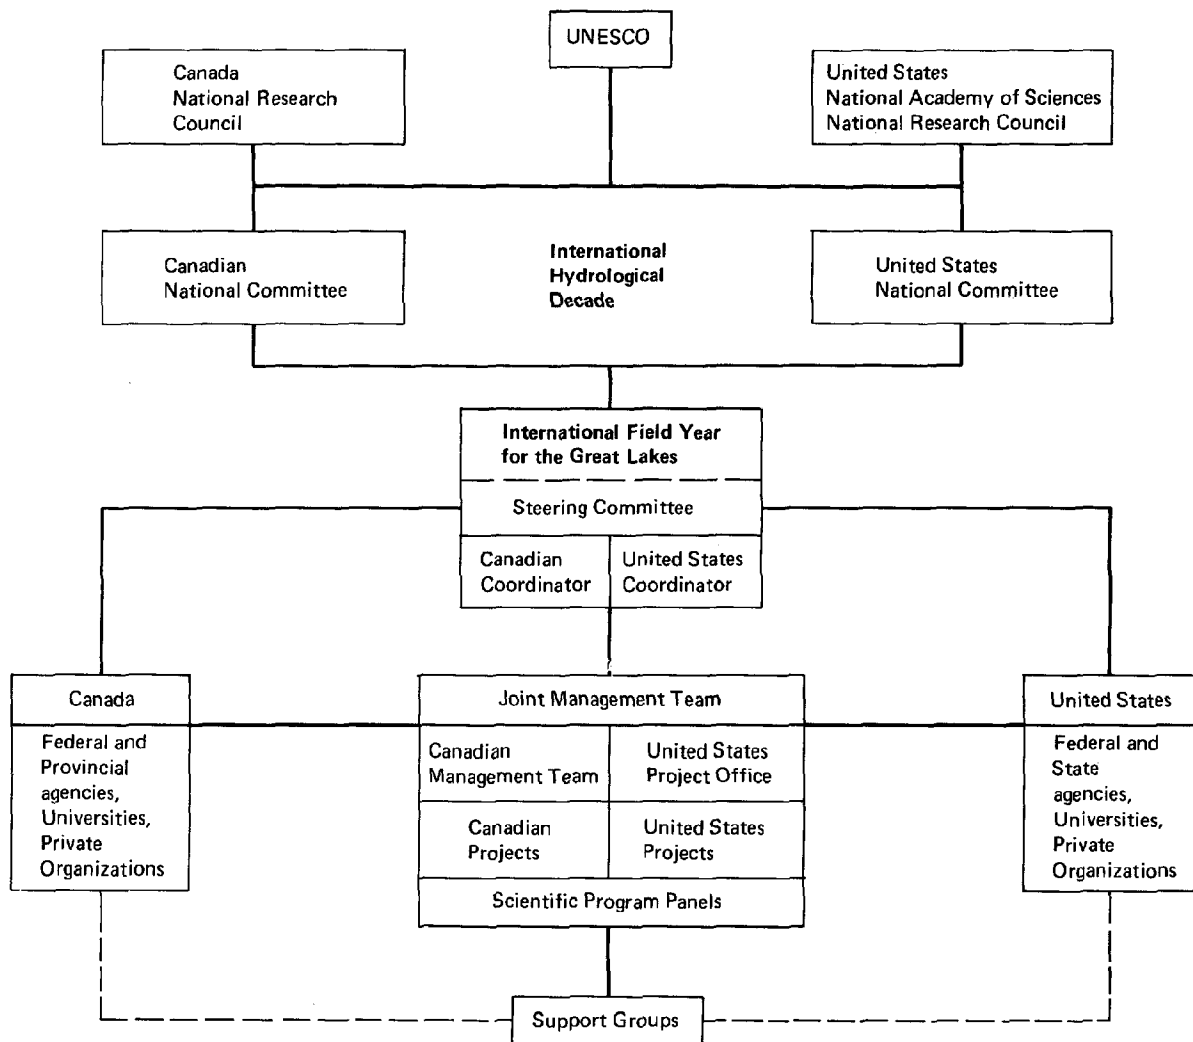 UNESCO
Canada
National Research
Council
United States
National Academy of Sciences
National Research Council
Canadian
National Committee
International
Hydrological
Decade
United States
National Committee
International Field Year
for the Great Lakes
Steering Committee
Canadian
Coordinator
United States
Coordinator
Canada
Federal and
Provincial
agencies,
Universities,
Private
Organizations
Joint Management Team
Canadian
Management Team
United States
Project Office
Canadian
Projects
United States
Projects
Scientific Program Panels
United States
Federal and
State
agencies,
Universities,
Private
Organizations
Support Groups